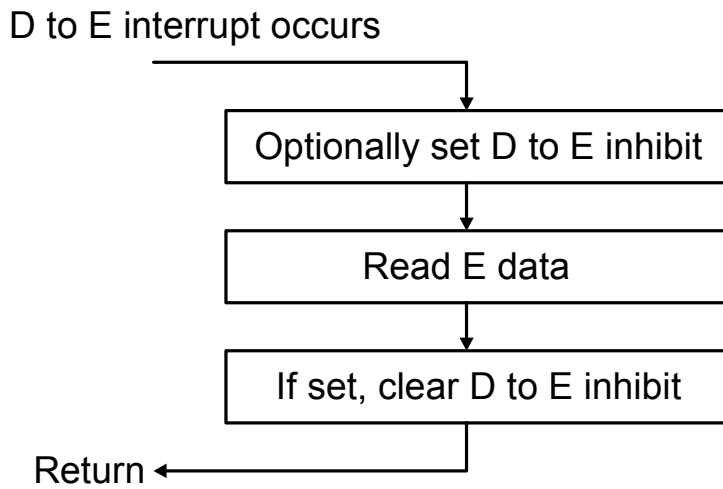 D to E interrupt occurs
Optionally set D to E inhibit
Read E data
If set, clear D to E inhibit
Return